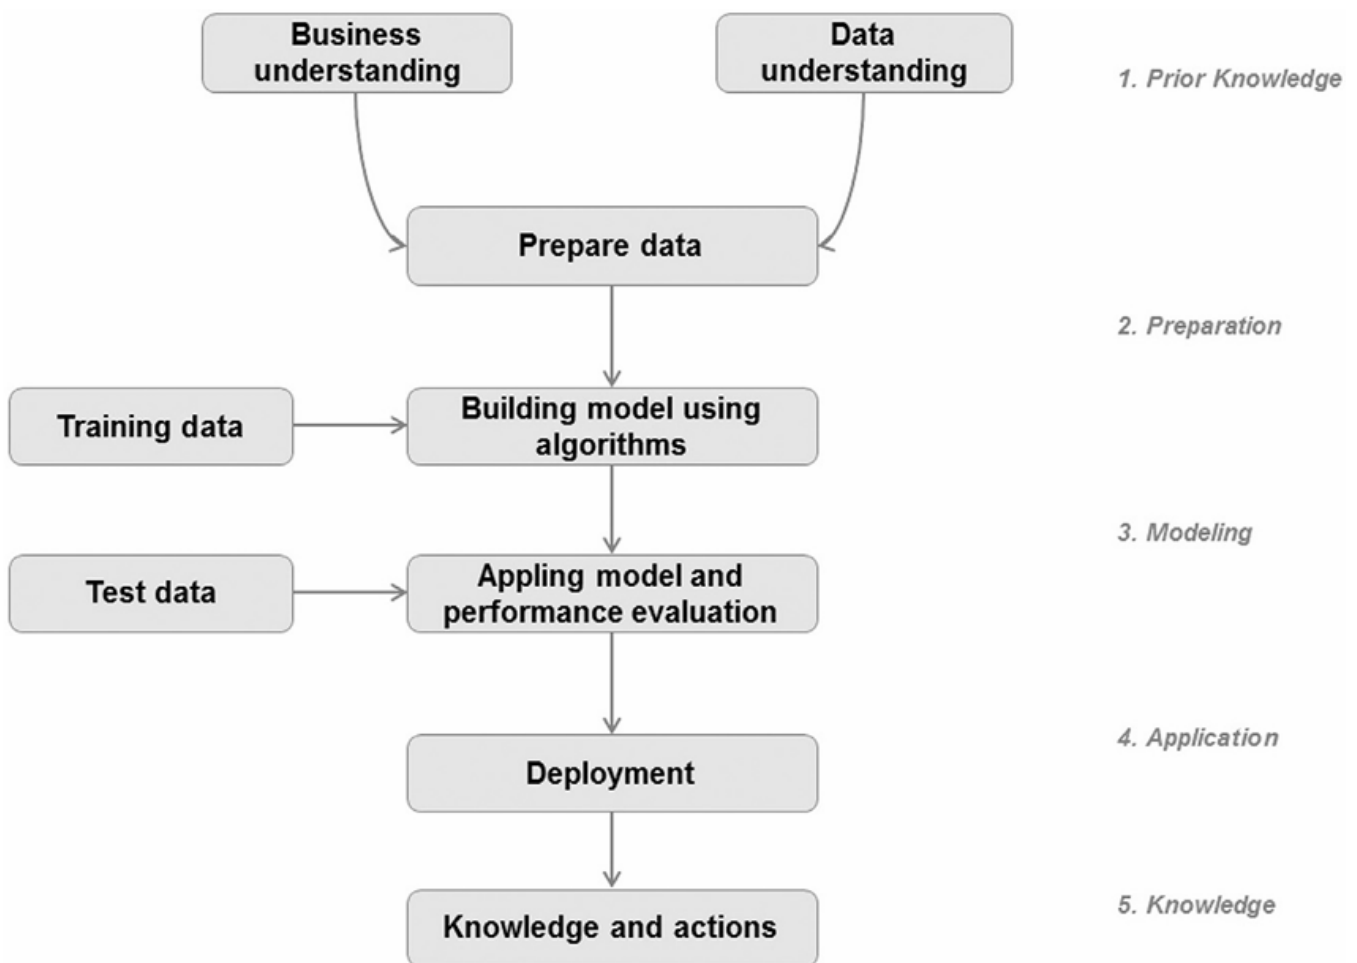 Business
understanding
Data
understanding
1. Prior Knowledge
Prepare data
2. Preparation
Training data
Building model using
algorithms
3. Modeling
Test data
Appling model and
performance evaluation
4. Application
Deployment
5. Knowledge
Knowledge and actions